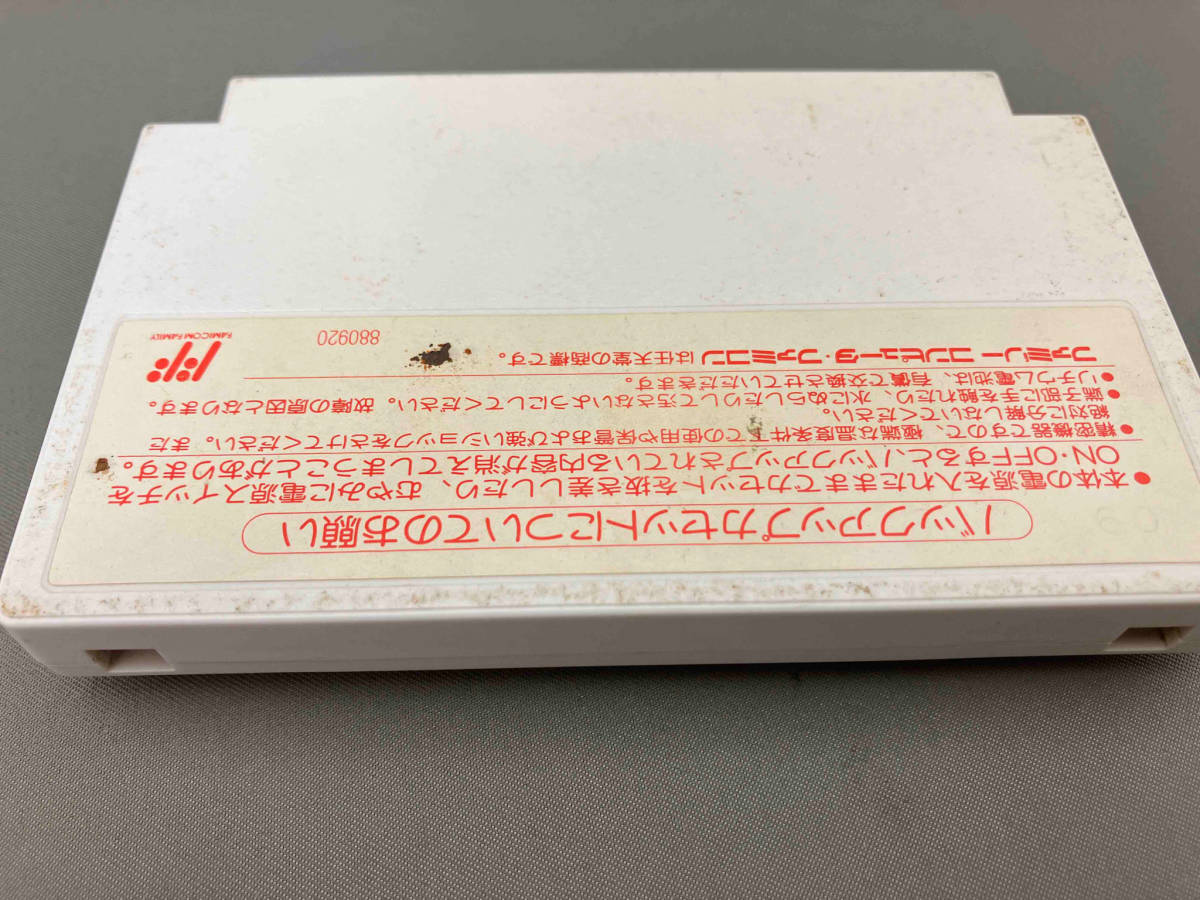 バックアップカセットについてのお願い
●本体の電源を入れたままでカセットを抜き差ししたり、むやみに電源スイッチを
ON・OFFすると、バックアップされている内容が消えてしまうことがあります。
●精密機器ですので、極端な温度条件下での使用や保管および強いショックをさけてください。また
絶対に分解しないでください。
●端子部に手を触れたり、水にぬらしたりして汚さないようにしてください。故障の原因となります。
●リチウム電池は、有償で交換させていただきます。
ファミリーコンピュータ・ファミコンは任天堂の商標です。
880920
FAMICOM FAMILY